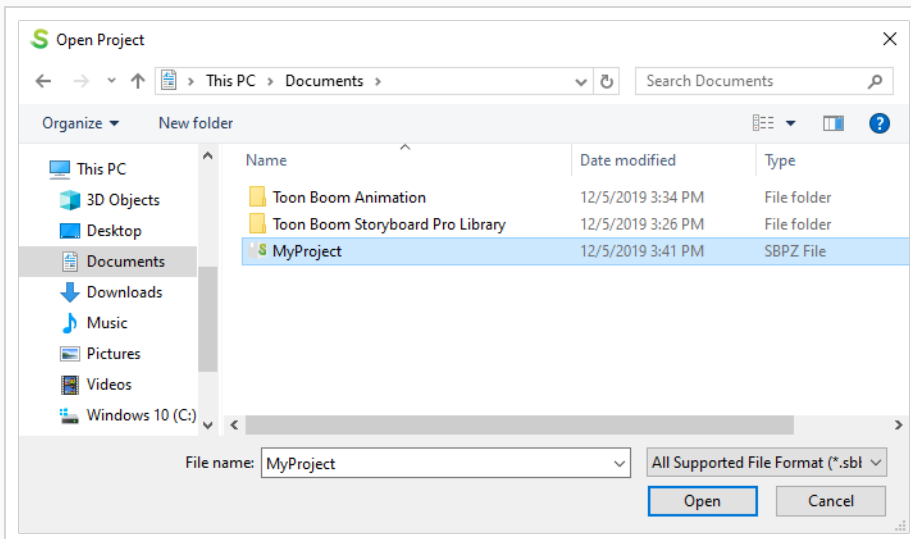 Open Project
This PC > Documents >
Search Documents
Organize
New folder
Name Date modified Type
This PC
3D Objects
Desktop
Documents
Downloads
Music
Pictures
Videos
Windows 10 (C:)
Toon Boom Animation 12/5/2019 3:34 PM File folder
Toon Boom Storyboard Pro Library 12/5/2019 3:26 PM File folder
MyProject 12/5/2019 3:41 PM SBPZ File
File name: MyProject All Supported File Format (*.sbl
Open Cancel